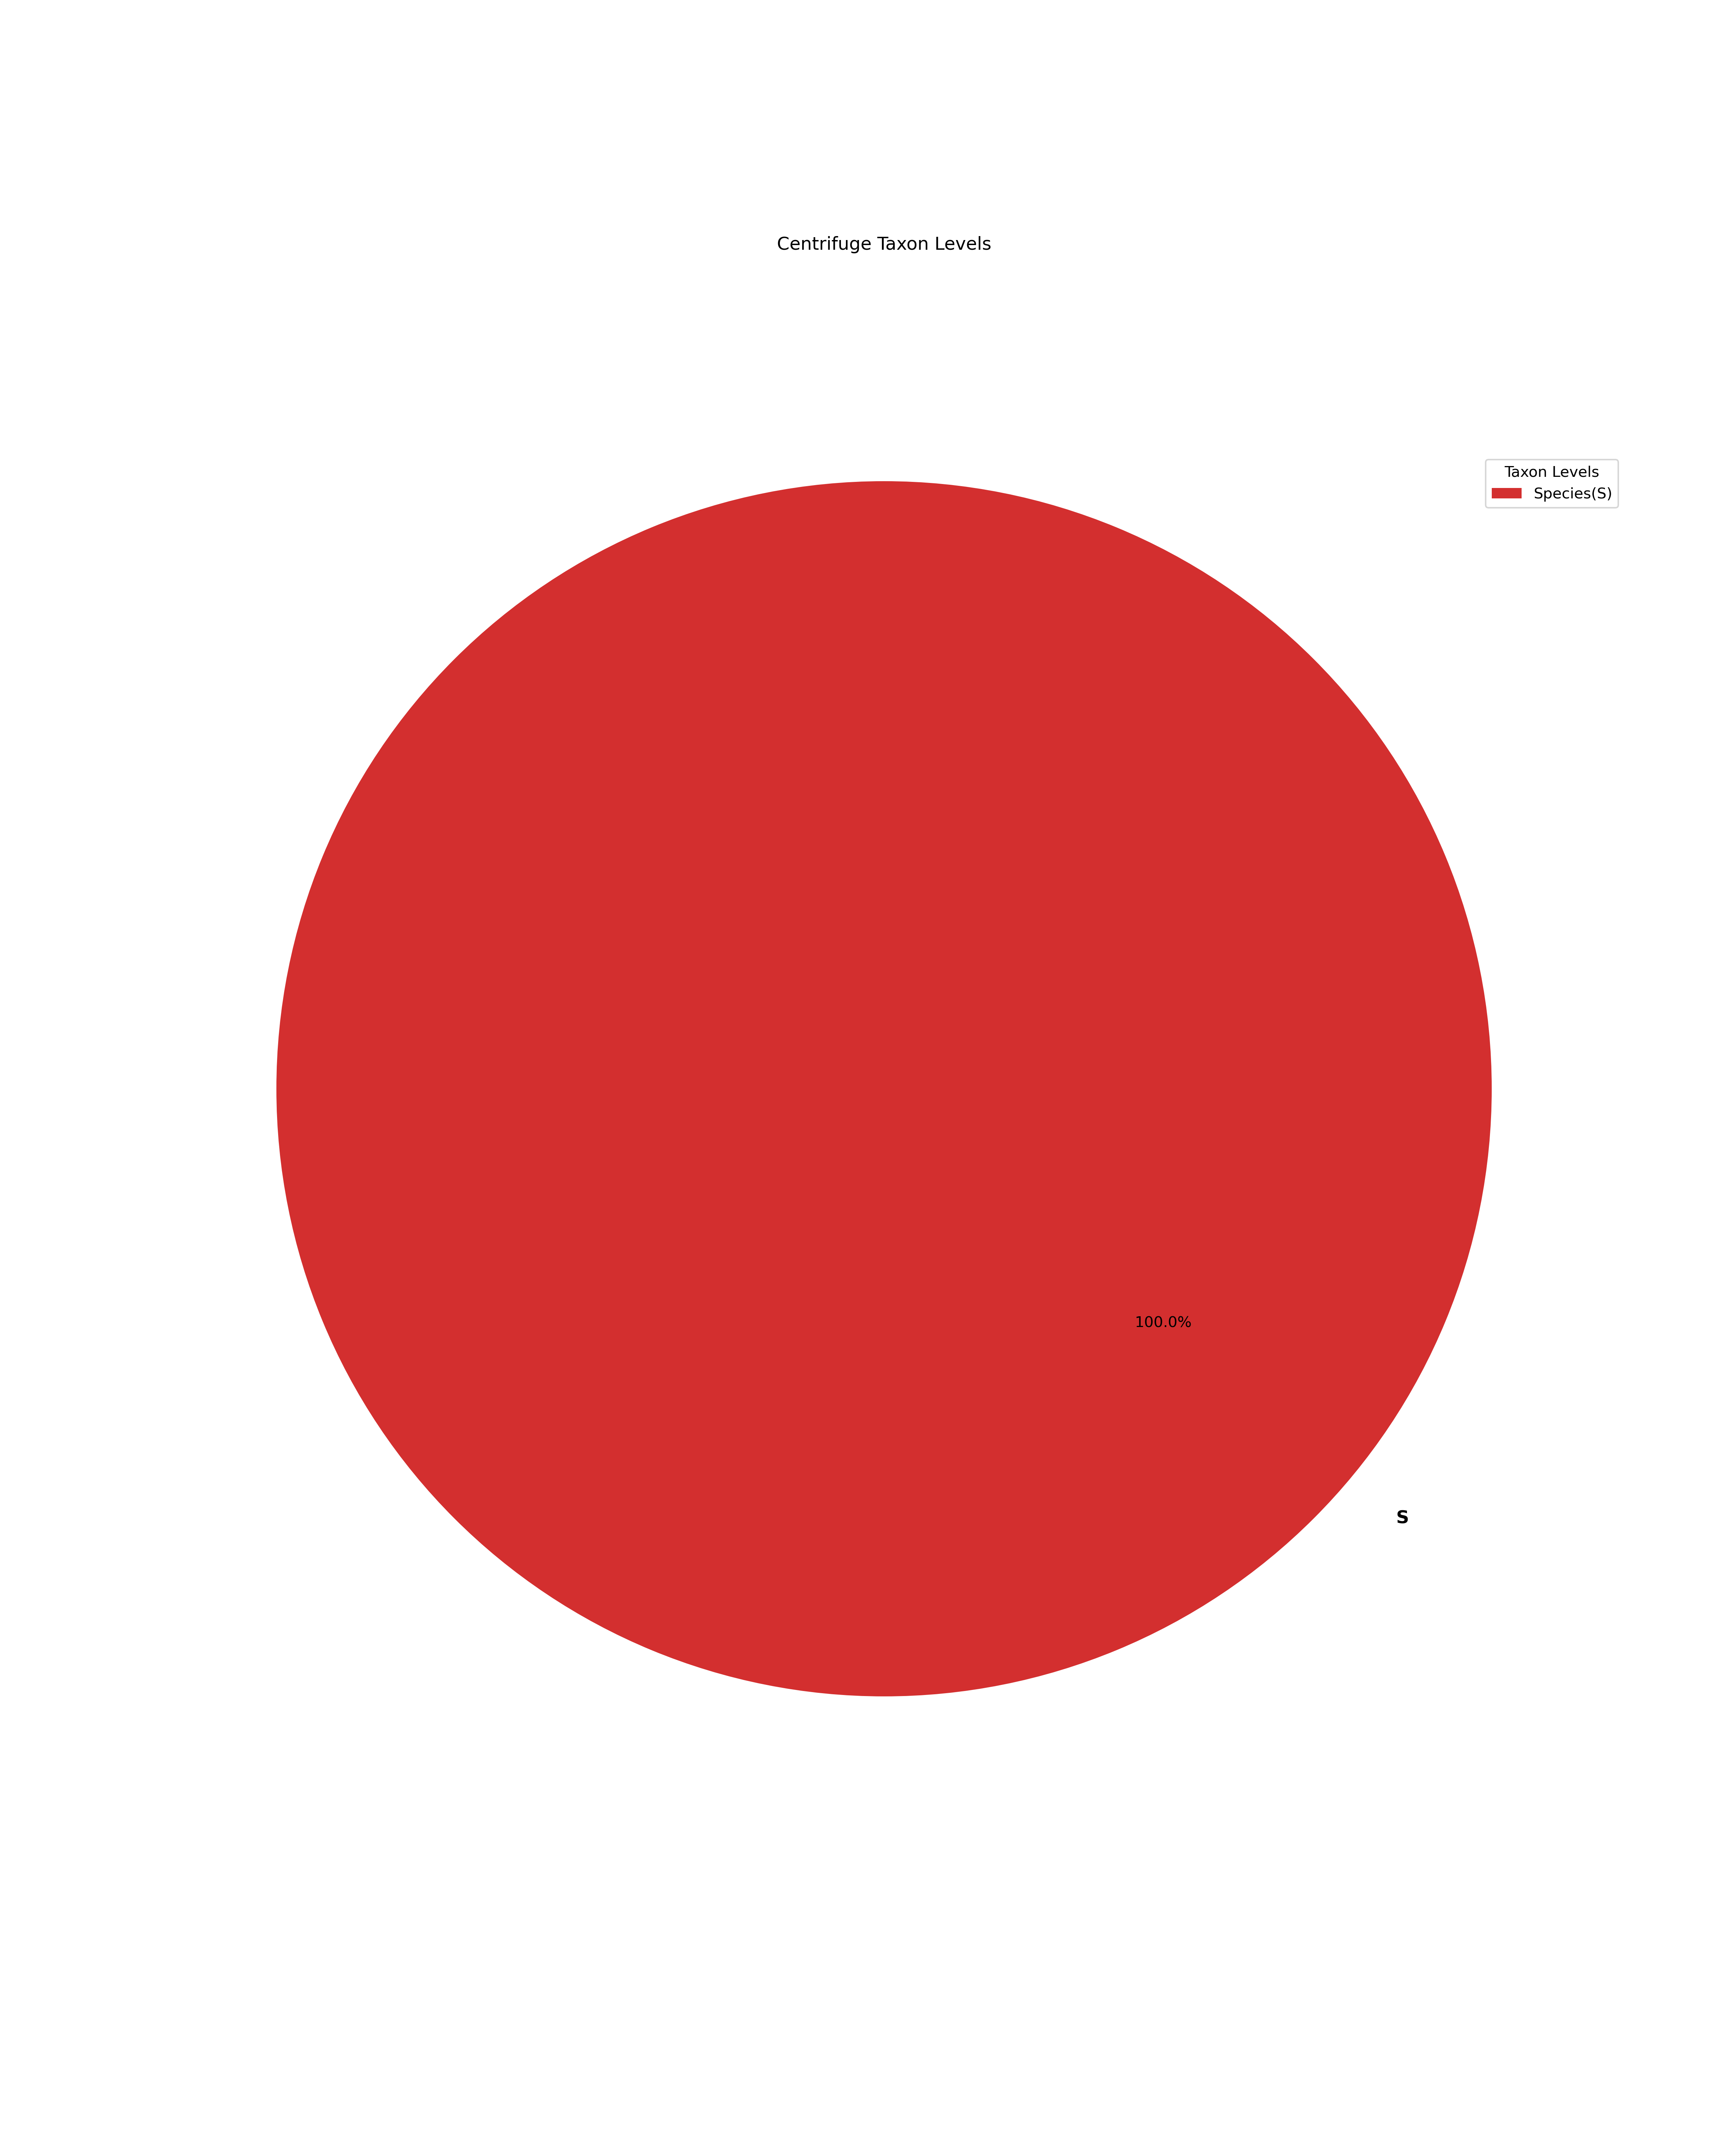 Centrifuge Taxon Levels
Taxon Levels
Species(S)
100.0%
S